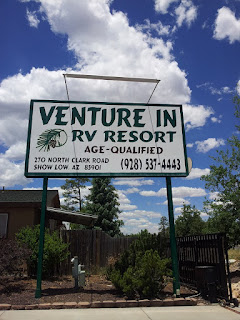 VENTURE IN
RV RESORT
AGE-QUALIFIED
270 NORTH CLARK ROAD
SHOW LOW, AZ 85901
(928) 537-4443